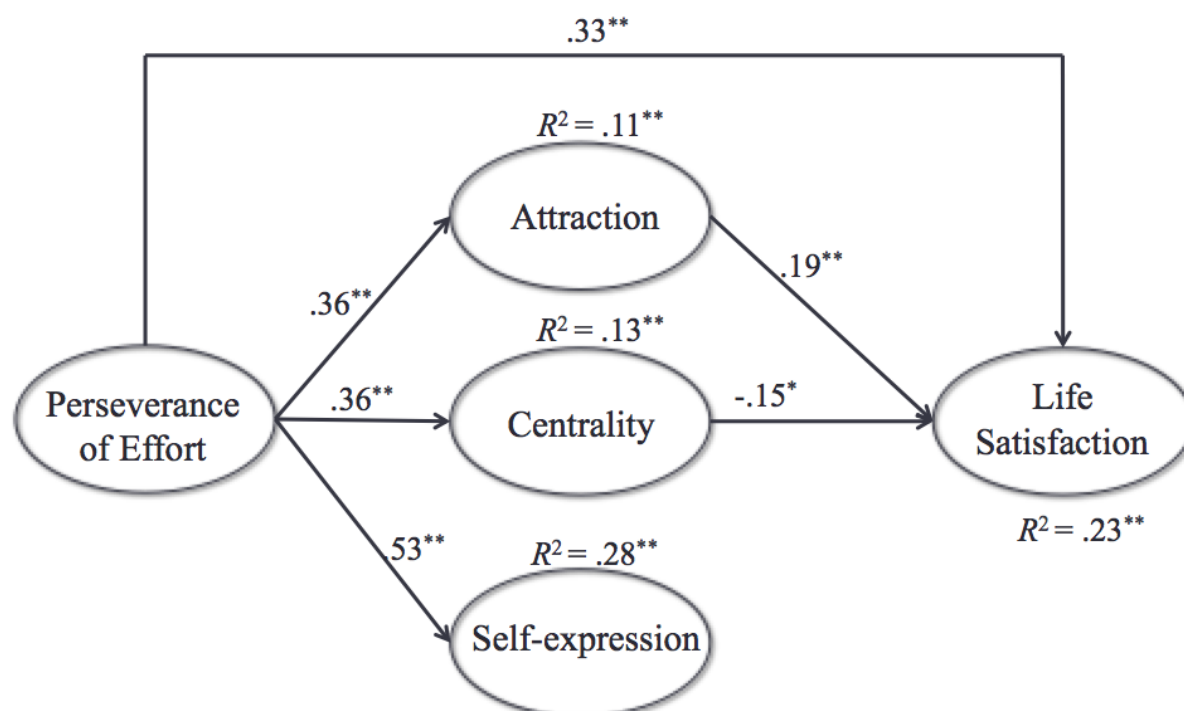 .33**
R² = .11**
Attraction
.36**
.19**
R² = .13**
Perseverance
of Effort
.36**
Centrality
-.15*
Life
Satisfaction
R² = .23**
.53**
R² = .28**
Self-expression